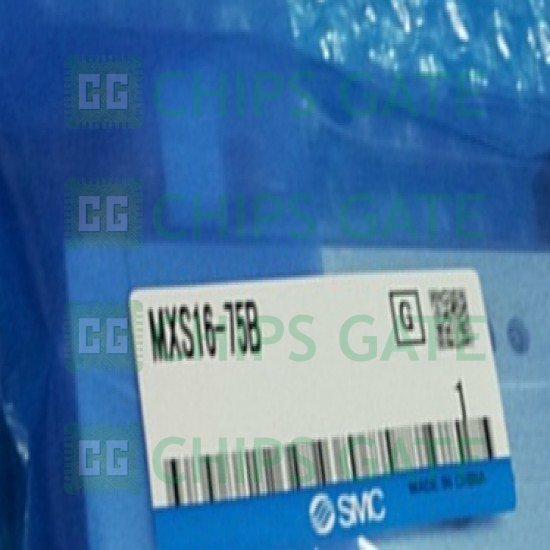 CG CHIPS GATE
CG CHIPS GATE
MXS16-75B
G
CG CHIPS GATE
1
CG CHIPS GATE
MADE IN CHINA
SMC